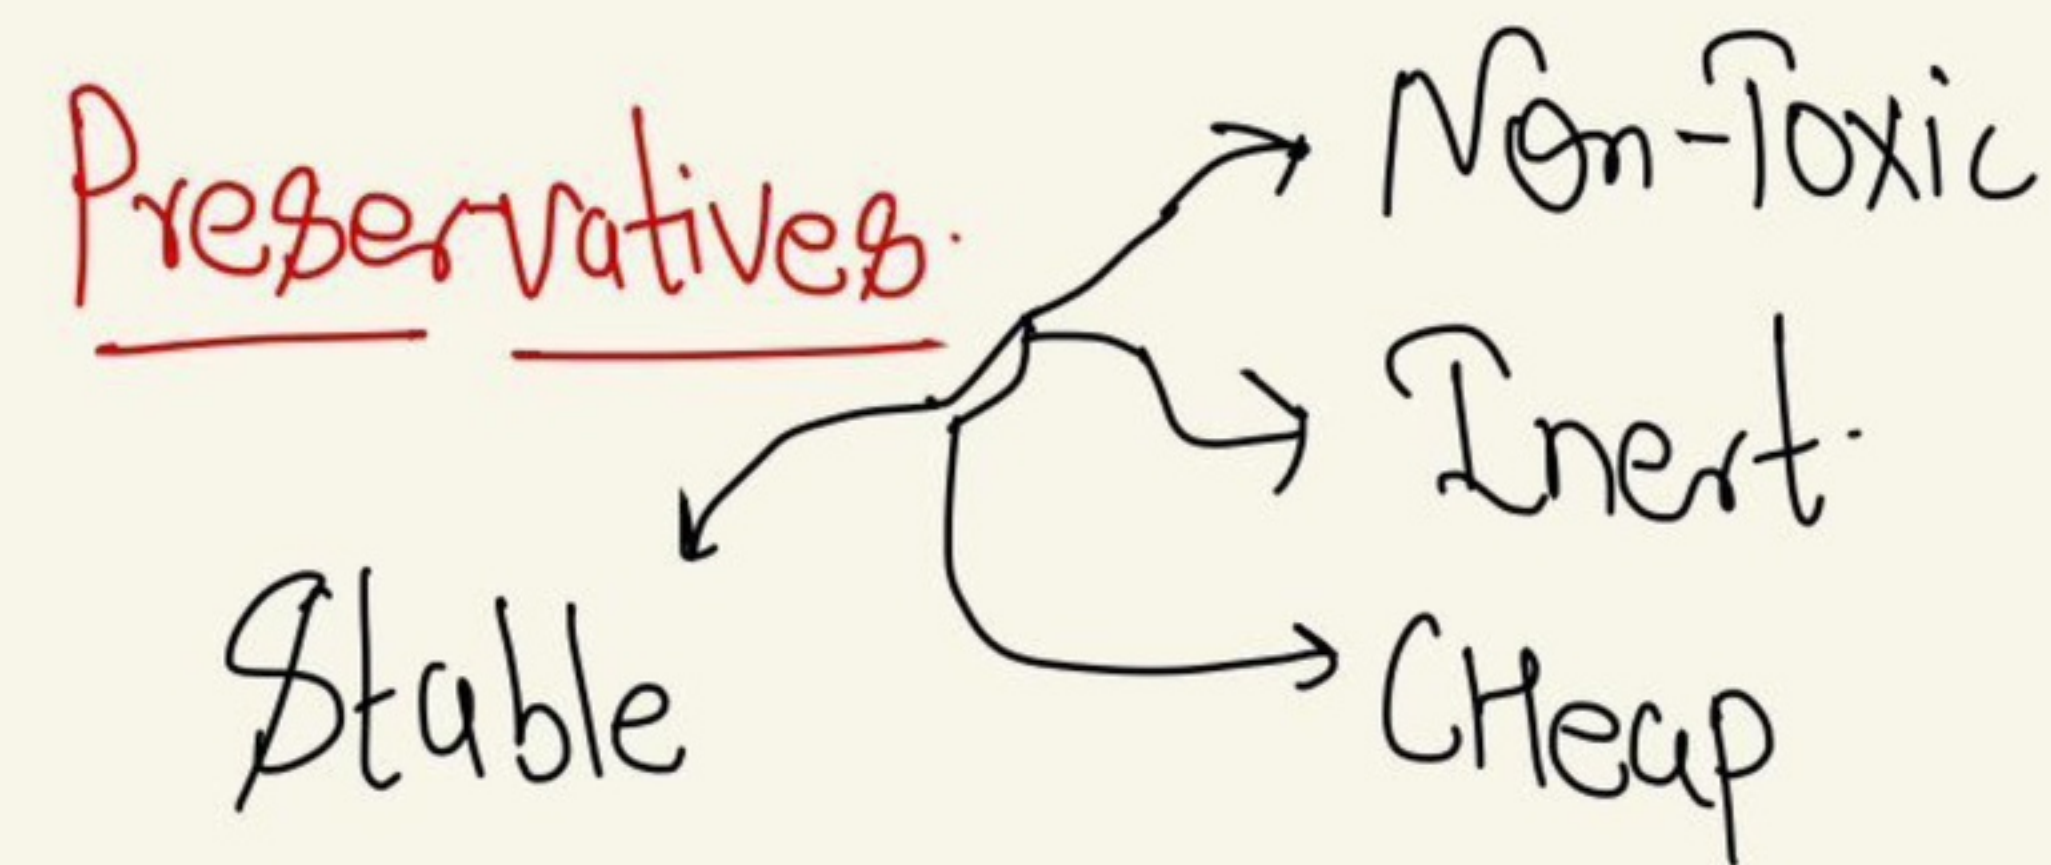 Preservatives.
Non-Toxic
Inert.
CHeap
Stable